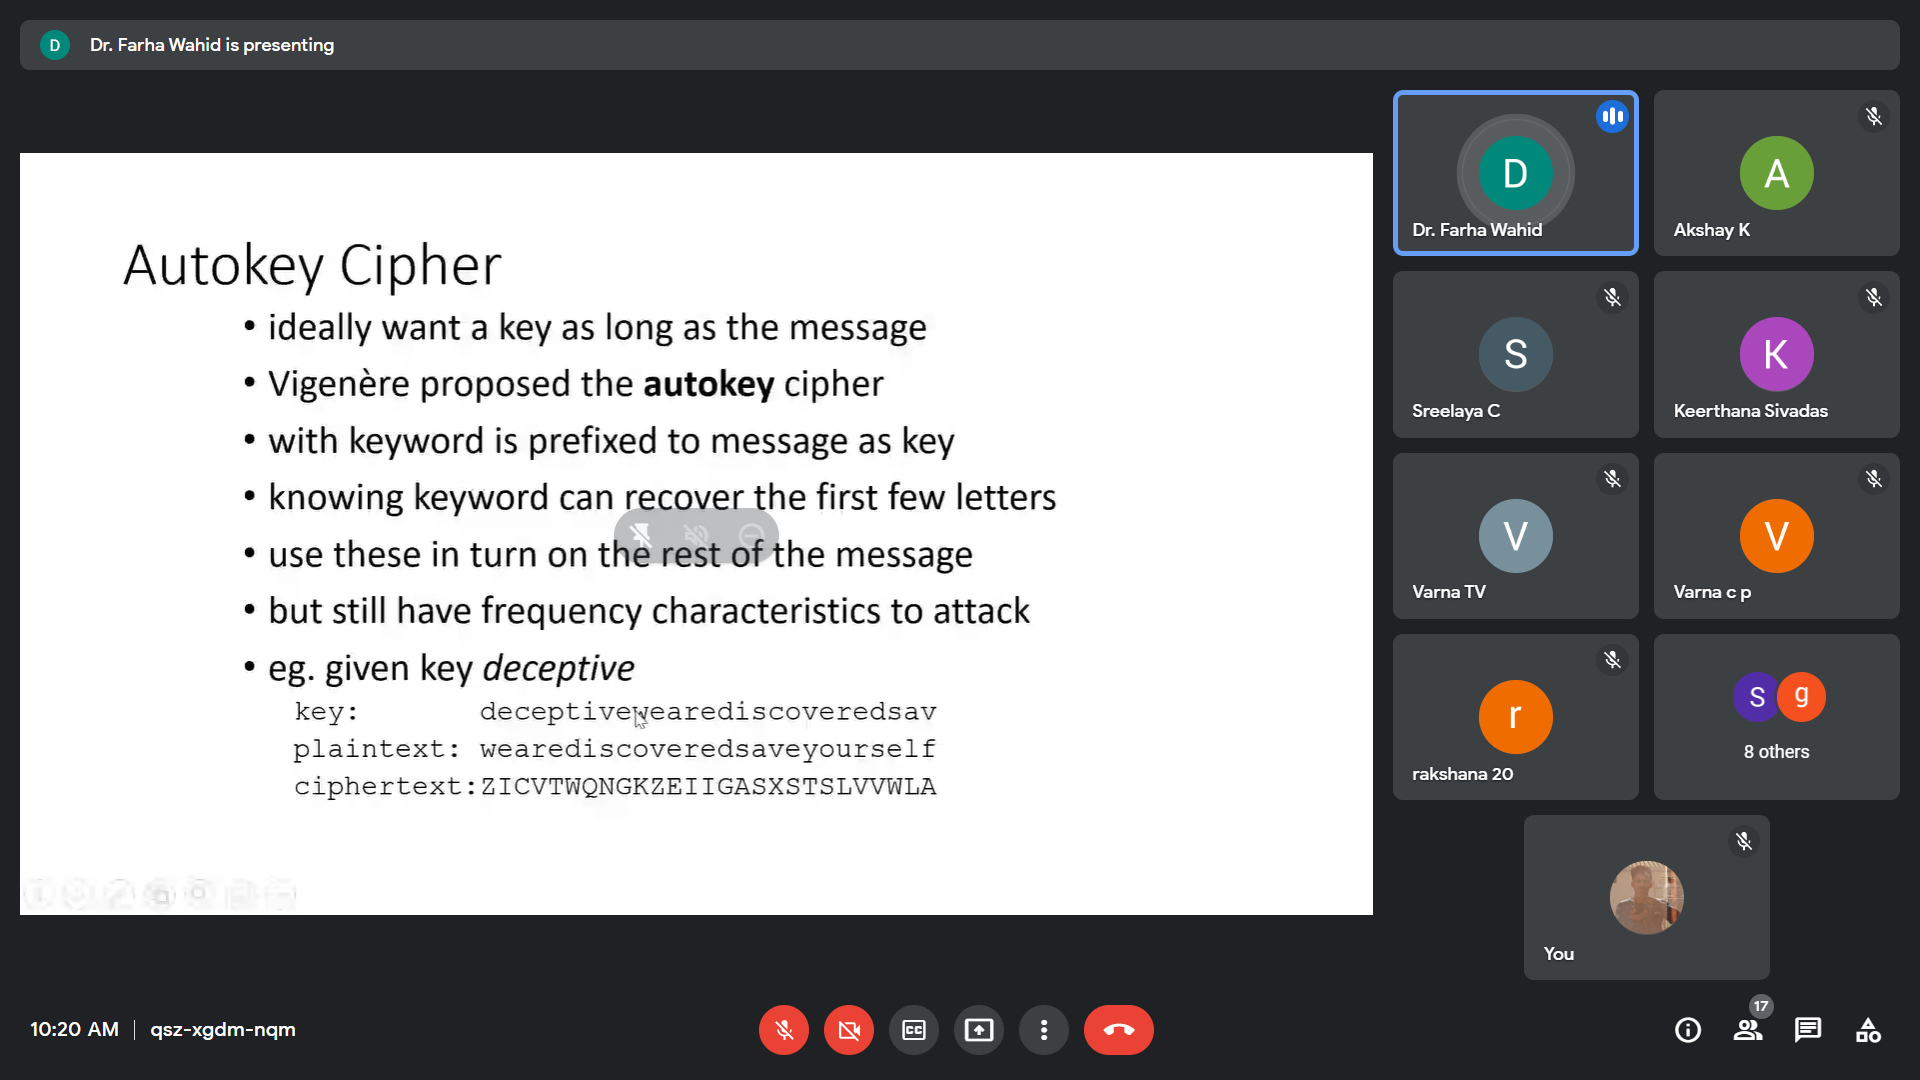 D Dr. Farha Wahid is presenting
Autokey Cipher
• ideally want a key as long as the message
• Vigenère proposed the autokey cipher
• with keyword is prefixed to message as key
• knowing keyword can recover the first few letters
• use these in turn on the rest of the message
• but still have frequency characteristics to attack
• eg. given key deceptive
key: deceptivewearediscoveredsav
plaintext: wearediscoveredsaveyourself
ciphertext:ZICVTWQNGKZEIIGASXSTSLVVWLA
D
Dr. Farha Wahid
A
Akshay K
S
Sreelaya C
K
Keerthana Sivadas
V
Varna TV
V
Varna c p
r
rakshana 20
S g
8 others
You
10:20 AM | qsz-xgdm-nqm
CC
17